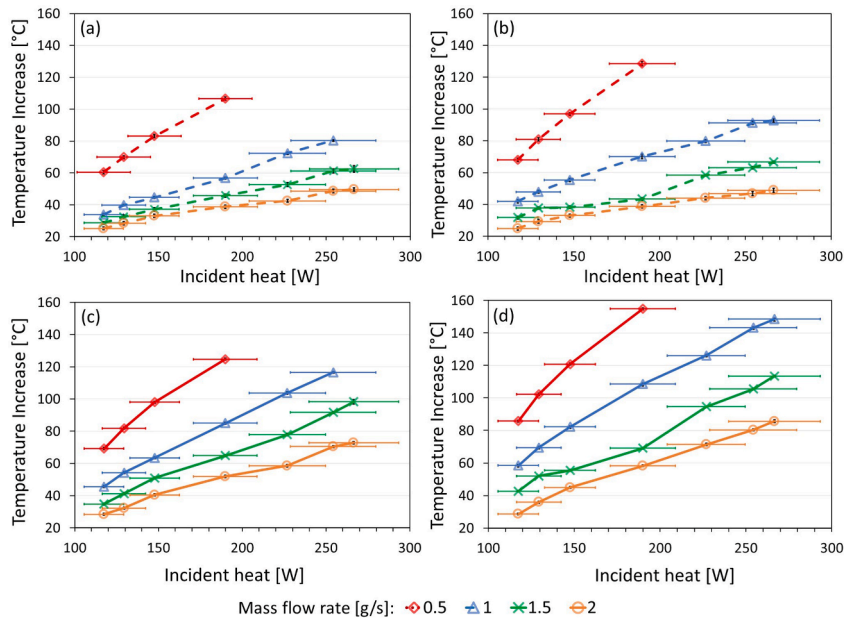 (a)
Temperature Increase [°C]
160
140
120
100
80
60
40
20
100 150 200 250 300
Incident heat [W]
(b)
Temperature Increase [°C]
160
140
120
100
80
60
40
20
100 150 200 250 300
Incident heat [W]
(c)
Temperature Increase [°C]
160
140
120
100
80
60
40
20
100 150 200 250 300
Incident heat [W]
(d)
Temperature Increase [°C]
160
140
120
100
80
60
40
20
100 150 200 250 300
Incident heat [W]
Mass flow rate [g/s]: 0.5 1 1.5 2